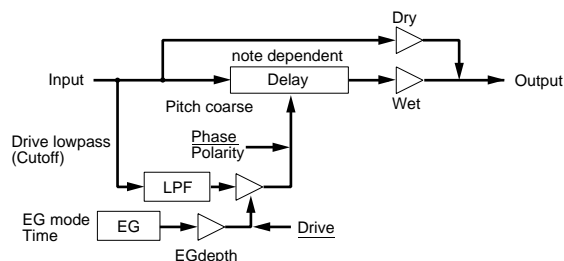 Dry
note dependent
Input
Delay
Output
Pitch coarse
Wet
Phase
Polarity
Drive lowpass
(Cutoff)
LPF
EG mode
Time
EG
Drive
EGdepth